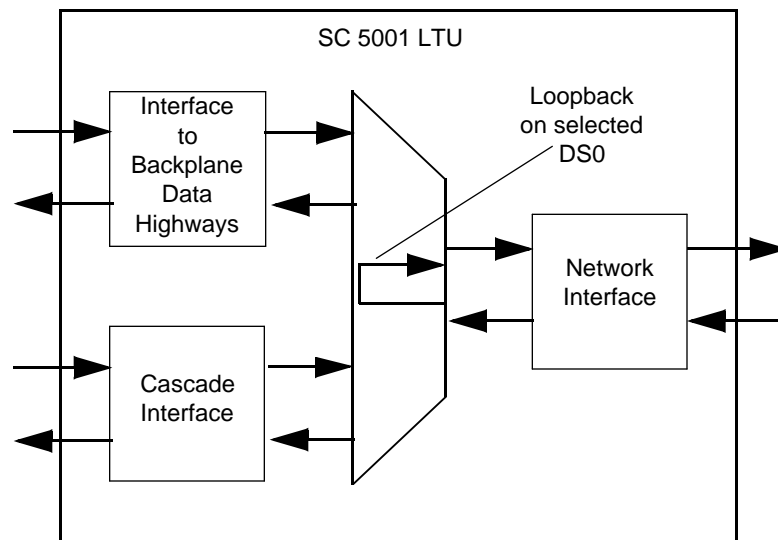 SC 5001 LTU
Interface
to
Backplane
Data
Highways
Loopback
on selected
DS0
Network
Interface
Cascade
Interface